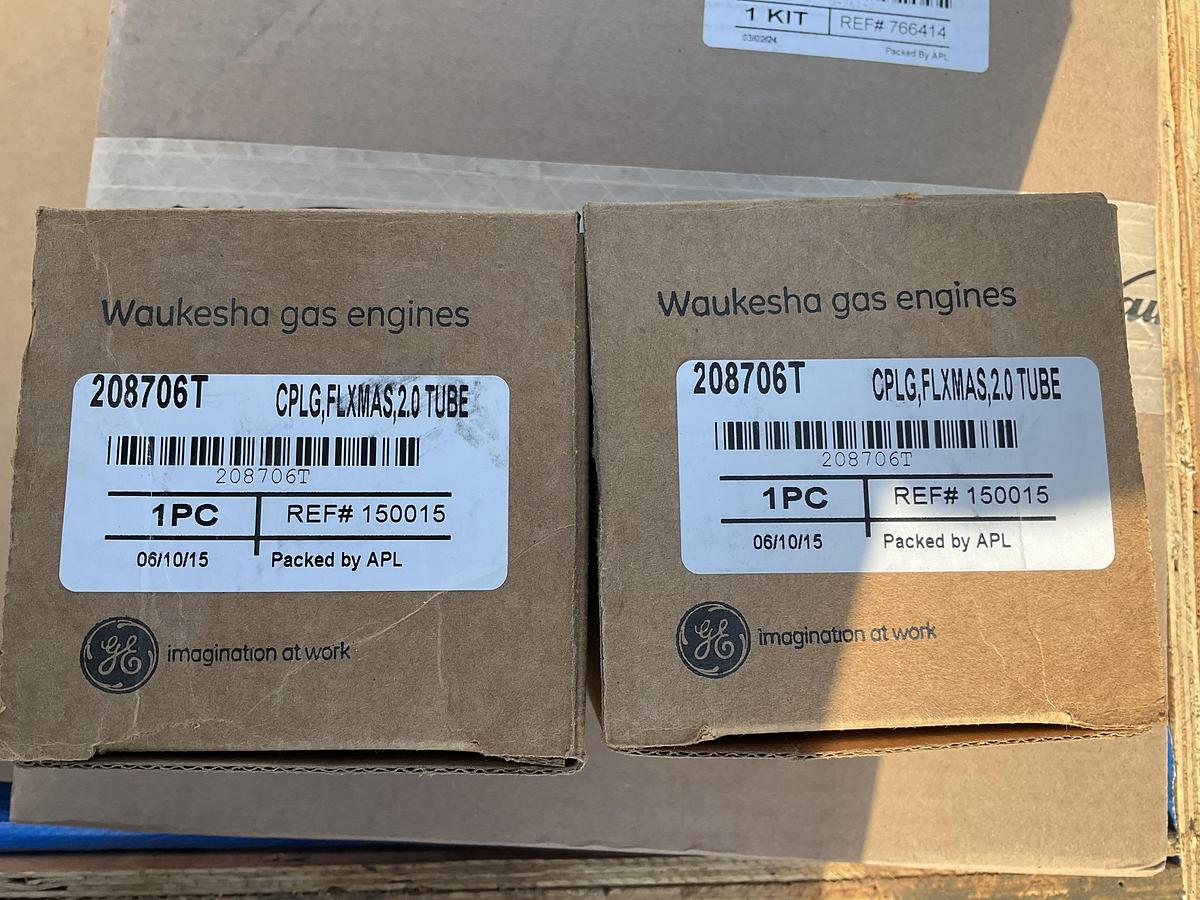 1 KIT REF# 766414
03/02/24 Packed By APL
Waukesha gas engines
208706T CPLG,FLXMAS,2.0 TUBE
208706T
1PC REF# 150015
06/10/15 Packed by APL
GE imagination at work
Waukesha gas engines
208706T CPLG,FLXMAS,2.0 TUBE
208706T
1PC REF# 150015
06/10/15 Packed by APL
GE imagination at work